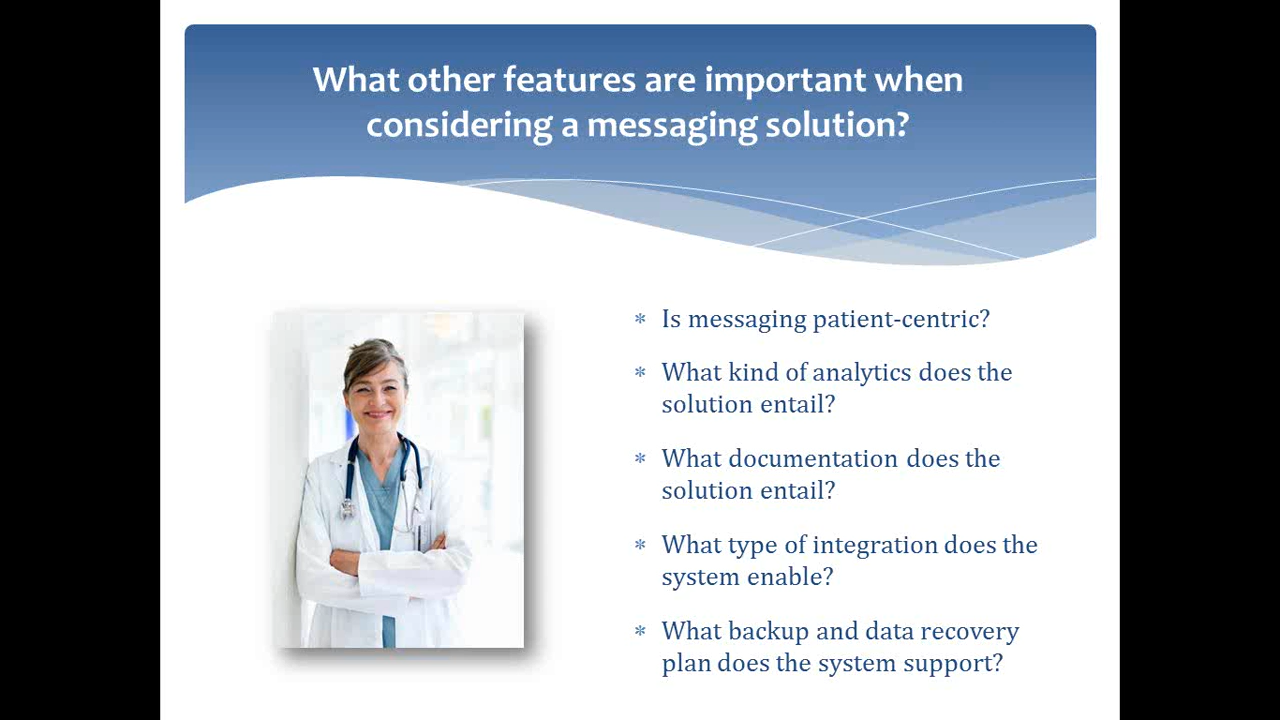 What other features are important when
considering a messaging solution?
* Is messaging patient-centric?
* What kind of analytics does the
solution entail?
* What documentation does the
solution entail?
* What type of integration does the
system enable?
* What backup and data recovery
plan does the system support?